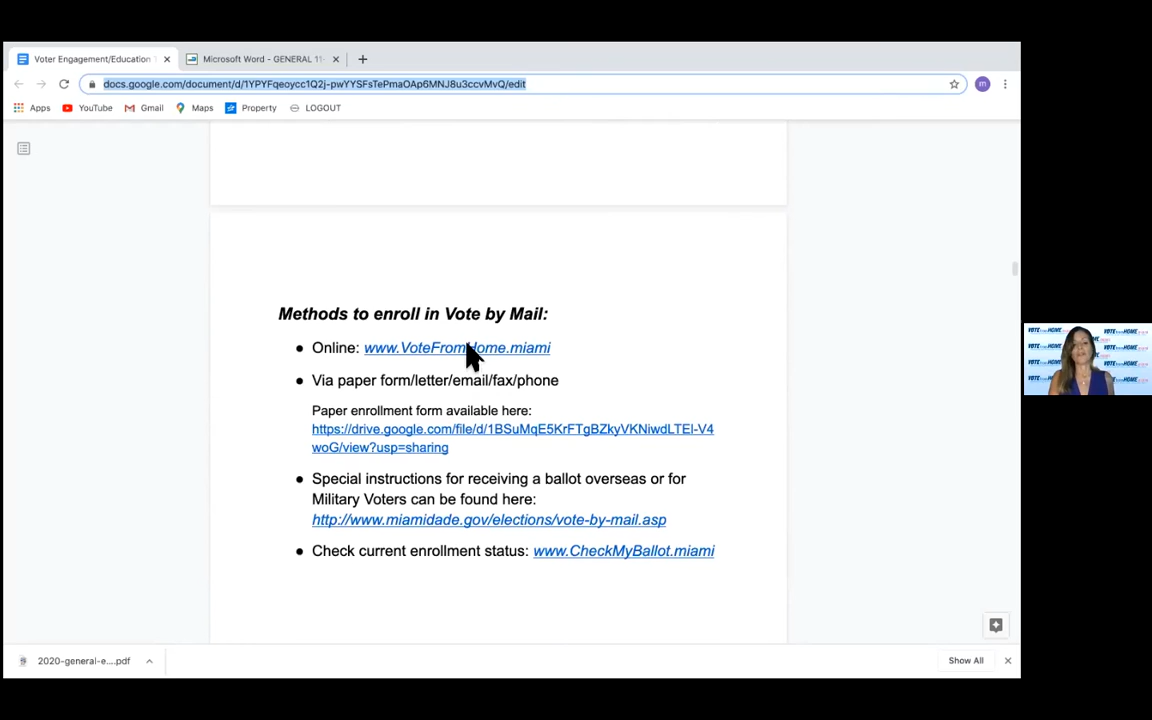 Voter Engagement/Education
Microsoft Word - GENERAL 11-
docs.google.com/document/d/1YPYFqeoycc1Q2j-pwYYSFsTePmaOAp6MNJ8u3ccvMvQ/edit
m
Apps YouTube Gmail Maps Property LOGOUT
Methods to enroll in Vote by Mail:
● Online: www.VoteFromHome.miami
● Via paper form/letter/email/fax/phone
Paper enrollment form available here:
https://drive.google.com/file/d/1BSuMqE5KrFTgBZkyVKNiwdLTEl-V4
woG/view?usp=sharing
● Special instructions for receiving a ballot overseas or for
Military Voters can be found here:
http://www.miamidade.gov/elections/vote-by-mail.asp
● Check current enrollment status: www.CheckMyBallot.miami
2020-general-e....pdf
Show All